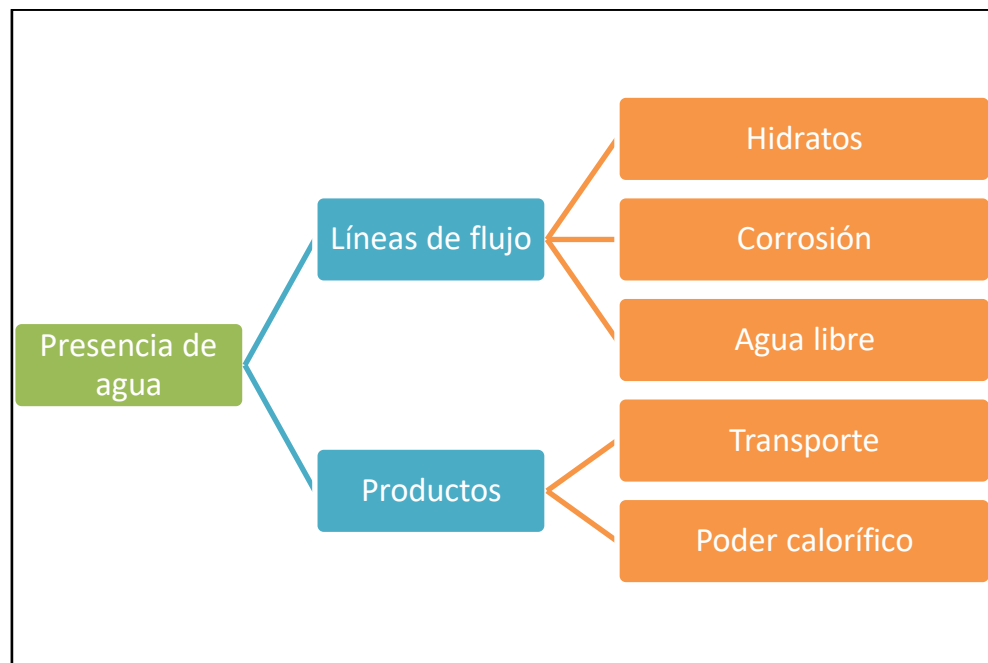 Presencia de
agua
Líneas de flujo
Hidratos
Corrosión
Agua libre
Productos
Transporte
Poder calorífico